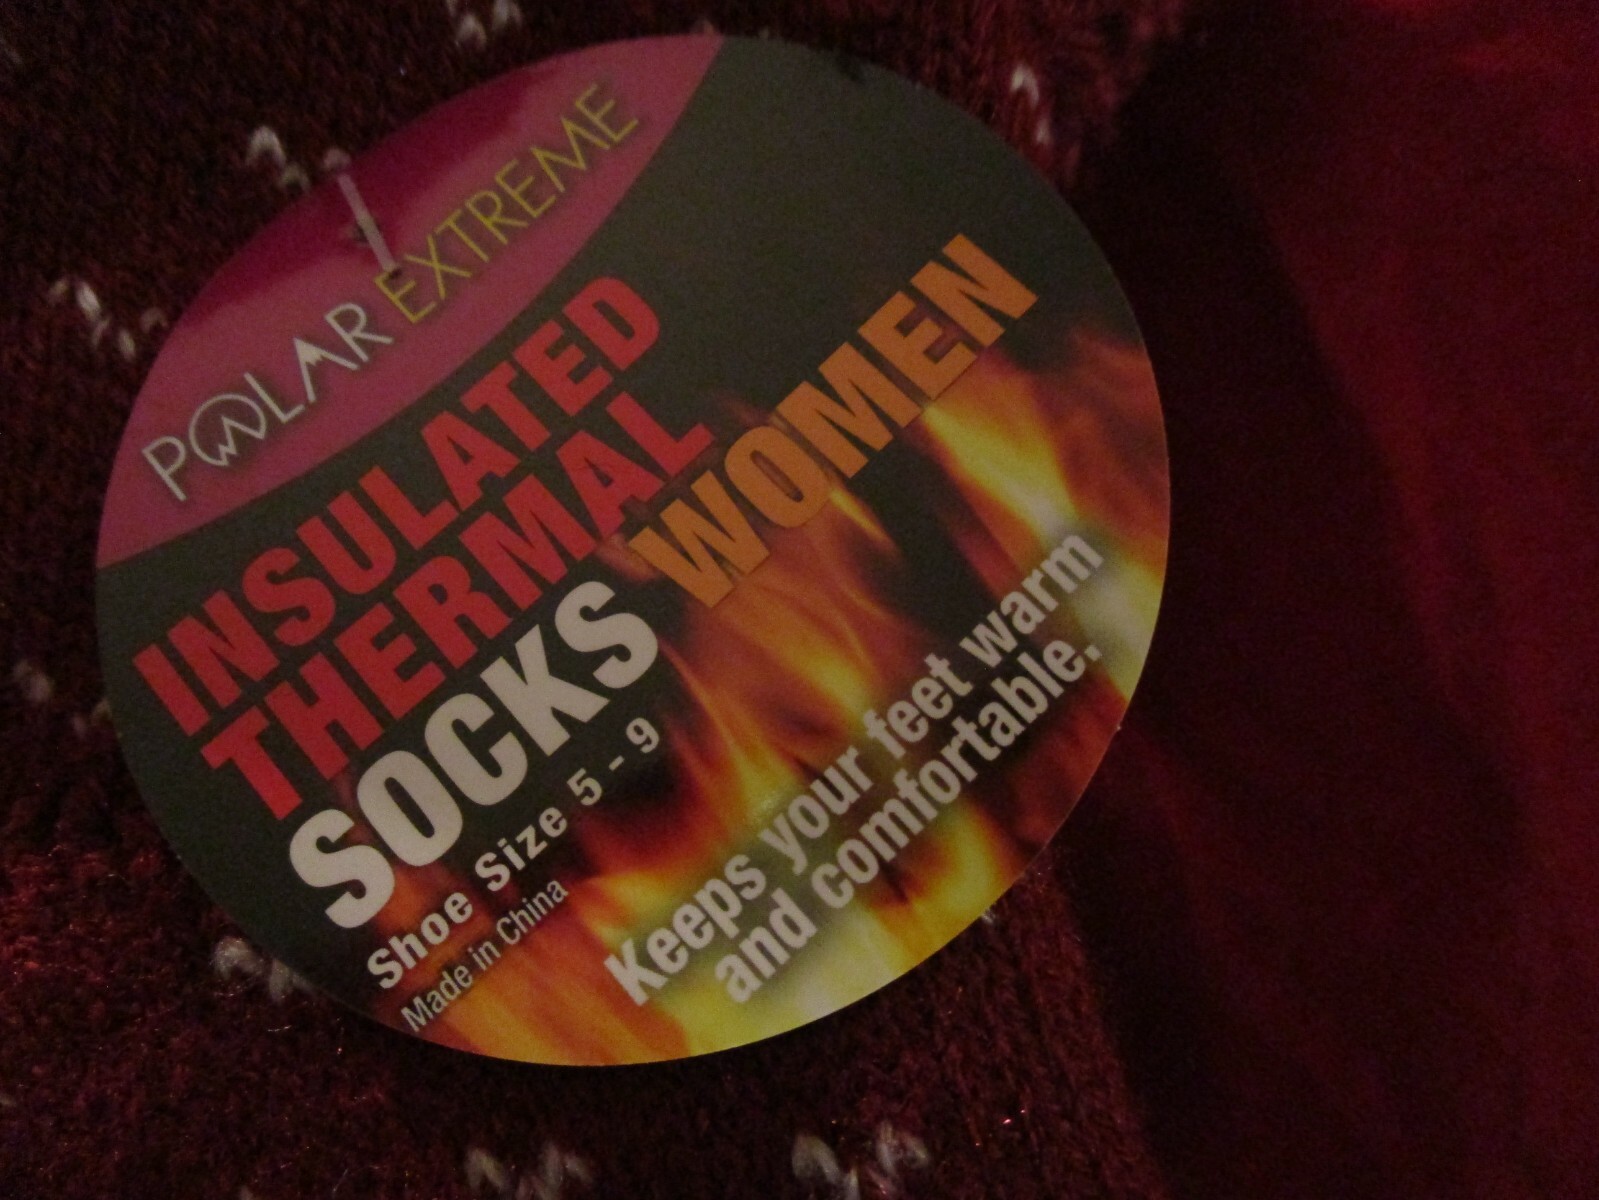 POLAR EXTREME
INSULATED
THERMAL
SOCKS WOMEN
Shoe Size 5 - 9
Made in China
Keeps your feet warm
and comfortable.